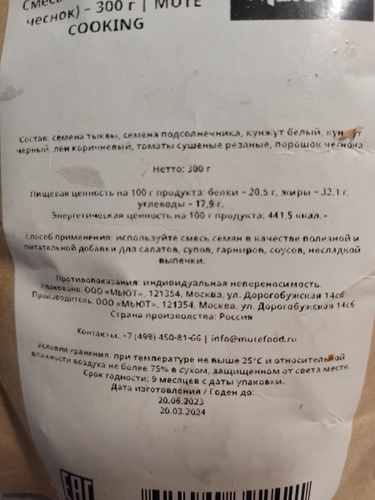 чеснок) – 300 г | MUTE
COOKING
Состав: семена тыквы, семена подсолнечника, кунжут белый, кунжут
черный, лен коричневый, томаты сушеные резаные, порошок чеснока
Нетто: 300 г
Пищевая ценность на 100 г продукта: белки – 20,5 г, жиры – 32,1 г,
углеводы – 17,9 г.
Энергетическая ценность на 100 г продукта: 441,5 ккал.
Способ применения: используйте смесь семян в качестве полезной и
питательной добавки для салатов, супов, гарниров, соусов, несладкой
выпечки.
Противопоказания: индивидуальная непереносимость.
Упаковано: ООО «МЬЮТ», 121354, Москва, ул. Дорогобужская 14с6
Производитель: ООО «МЬЮТ», 121354, Москва, ул. Дорогобужская 14с6
Страна производства: Россия
Контакты: +7 (499) 450-81-66 | info@mutefood.ru
Условия хранения: при температуре не выше 25°С и относительной
влажности воздуха не более 75% в сухом, защищенном от света месте.
Срок годности: 9 месяцев с даты упаковки.
Дата изготовления / Годен до:
20.06.2023
20.03.2024
EAC